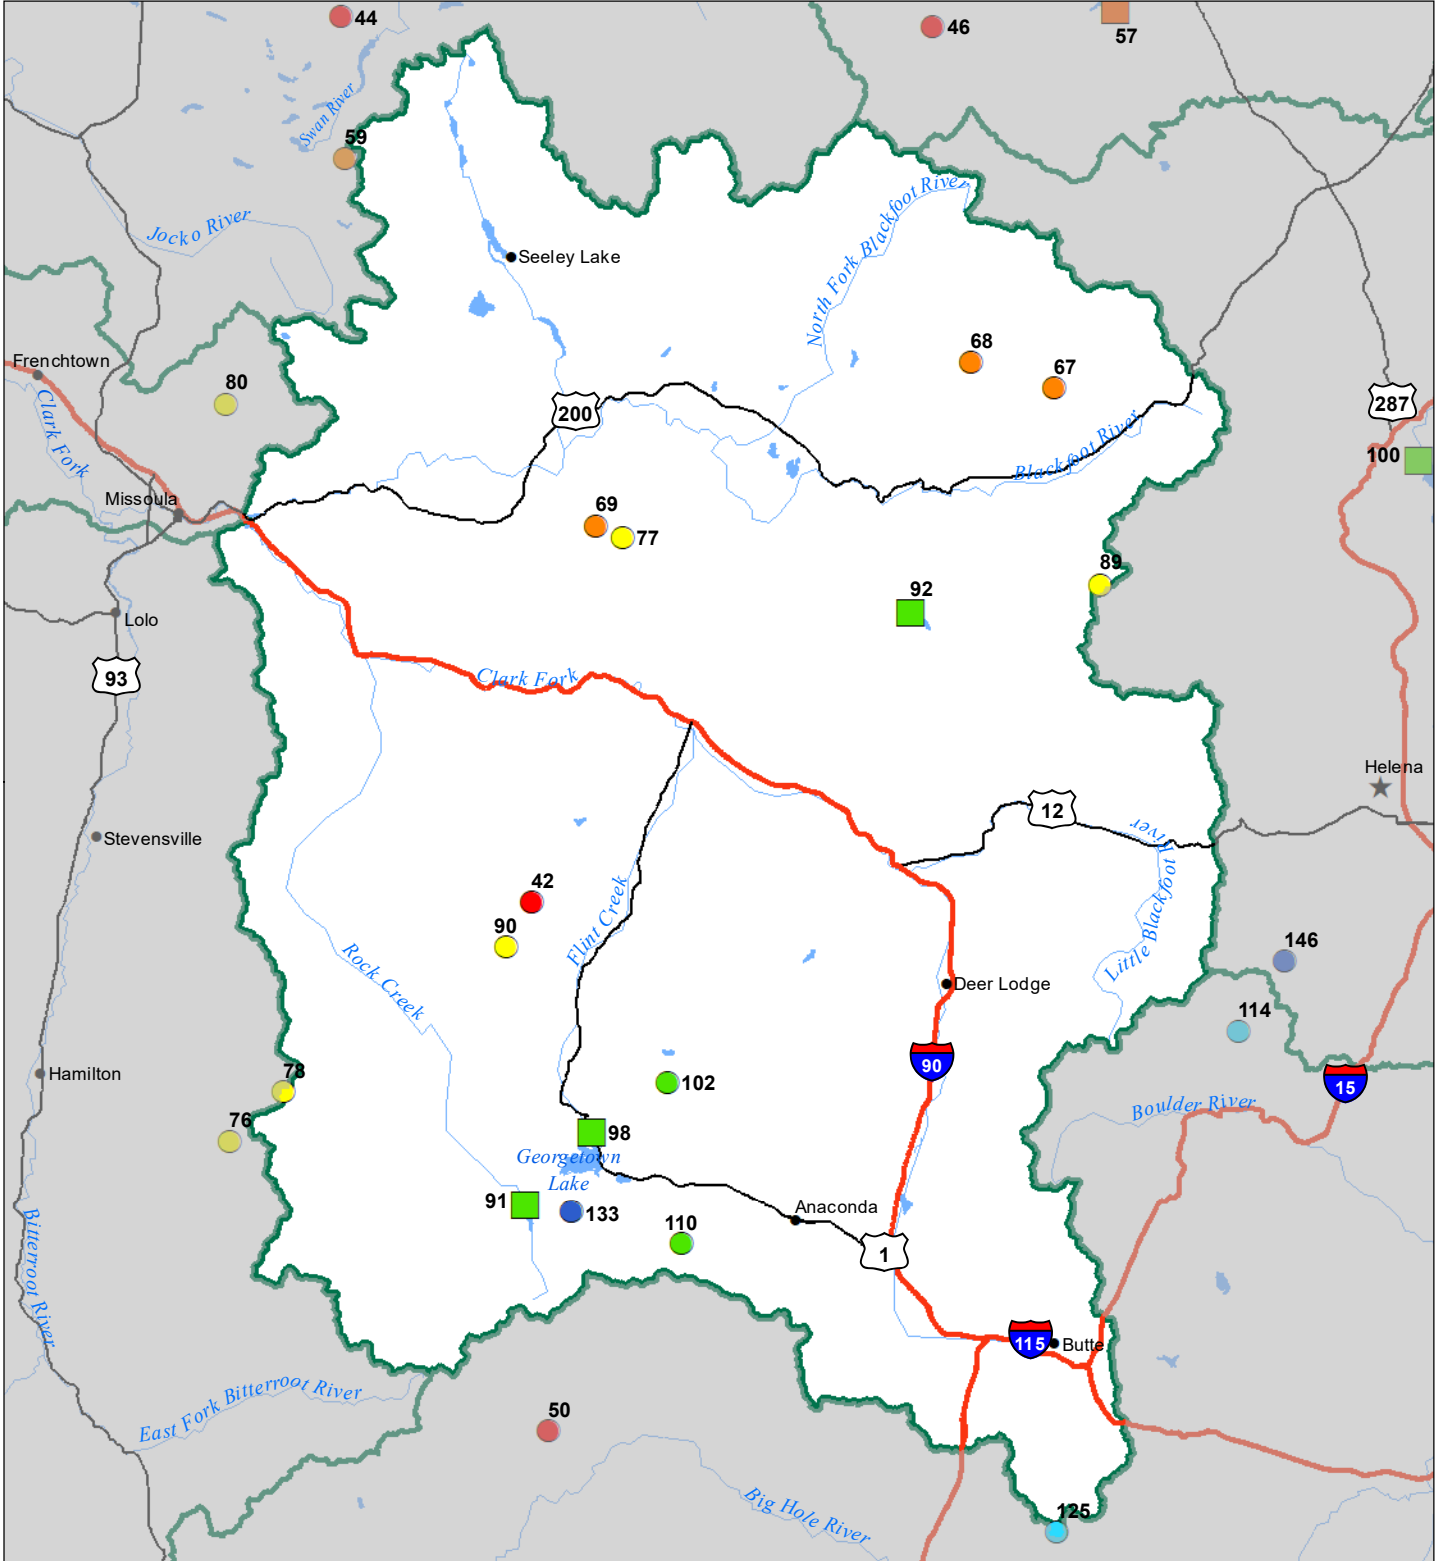 44
46
57
Swan River
59
North Fork Blackfoot River
Jocko River
Seeley Lake
68
67
Frenchtown
80
Clark Fork
200
287
Blackfoot River
100
Missoula
69
77
89
92
Lolo
93
Clark Fork
Helena
12
Little Blackfoot River
Stevensville
42
90
Flint Creek
Rock Creek
146
Deer Lodge
114
90
Hamilton
78
102
15
76
98
Boulder River
Georgetown
Lake
91
133
110
Anaconda
1
Bitterroot River
115
Butte
East Fork Bitterroot River
50
Big Hole River
125